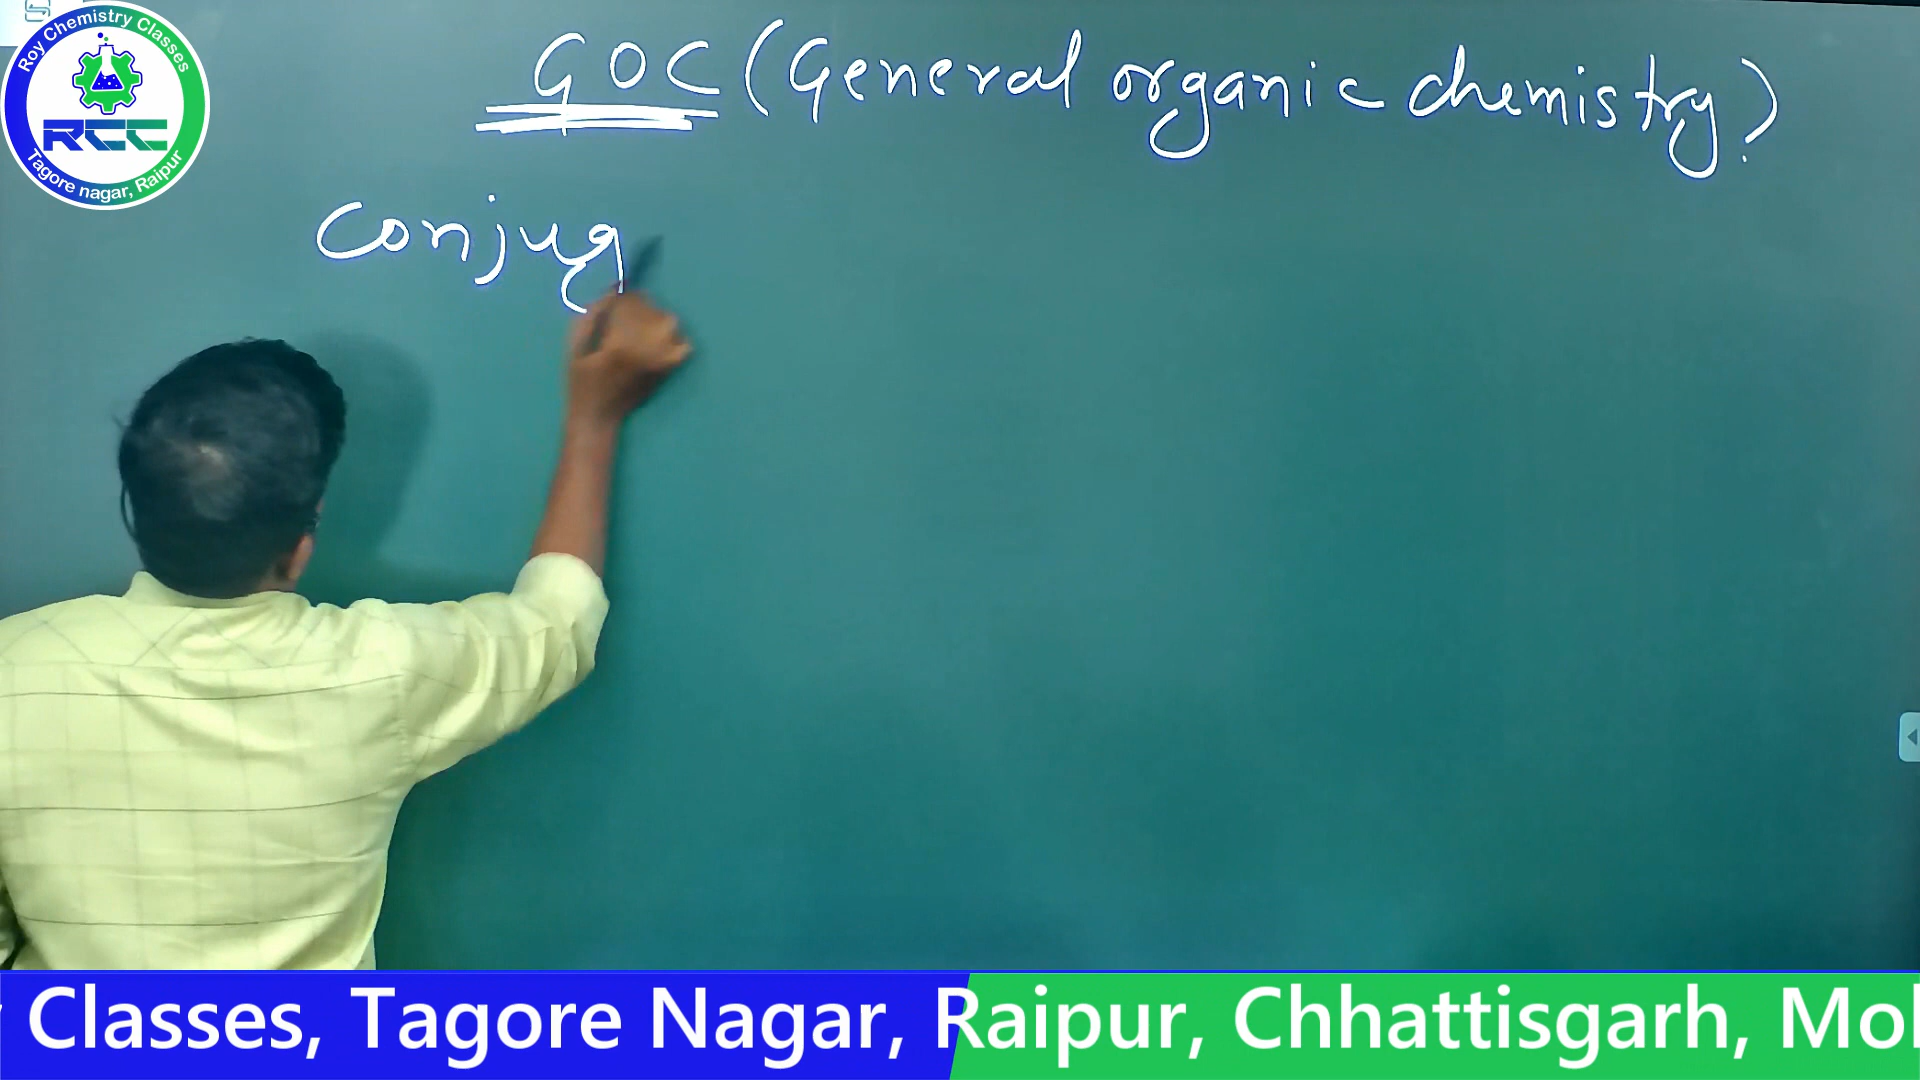 Roy Chemistry Classes
RCC
Tagore nagar, Raipur
GOC (General organic chemistry)
Conjug
Classes, Tagore Nagar, Raipur, Chhattisgarh, Mo